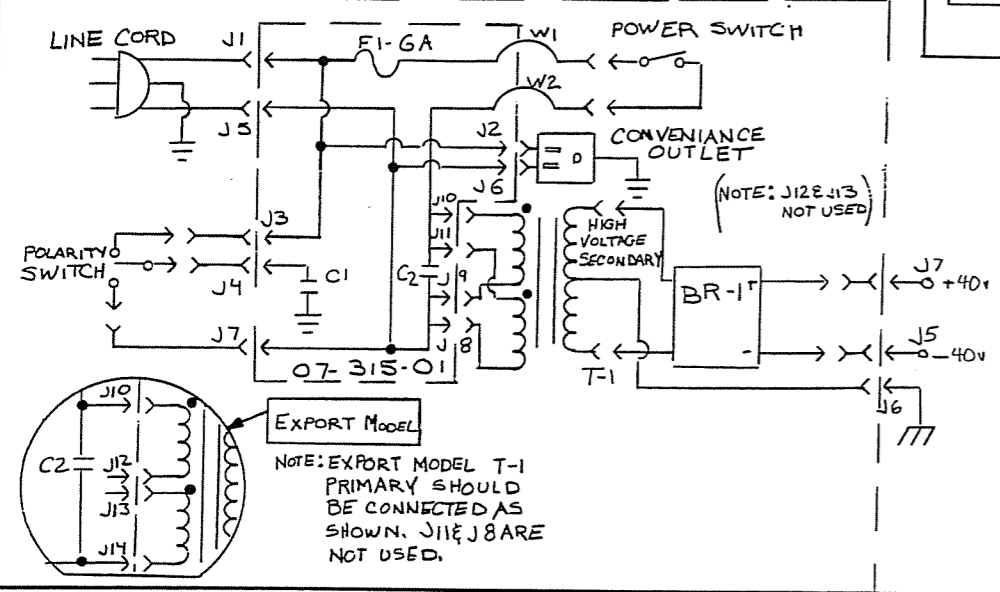 LINE CORD
J1
F1-6A
W1
POWER SWITCH
W2
J5
J2
CONVENIANCE
OUTLET
J6
(NOTE: J12 & J13
NOT USED)
J10
J3
J11
HIGH
VOLTAGE
SECONDARY
POLARITY
SWITCH
C1
C2
J9
J4
BR-1
+
J7
+40v
J7
J8
-
J5
-40v
07-315-01
T-1
J6
J10
EXPORT MODEL
C2
J12
NOTE: EXPORT MODEL T-1
PRIMARY SHOULD
J13
BE CONNECTED AS
SHOWN. J11 & J8 ARE
J14
NOT USED.